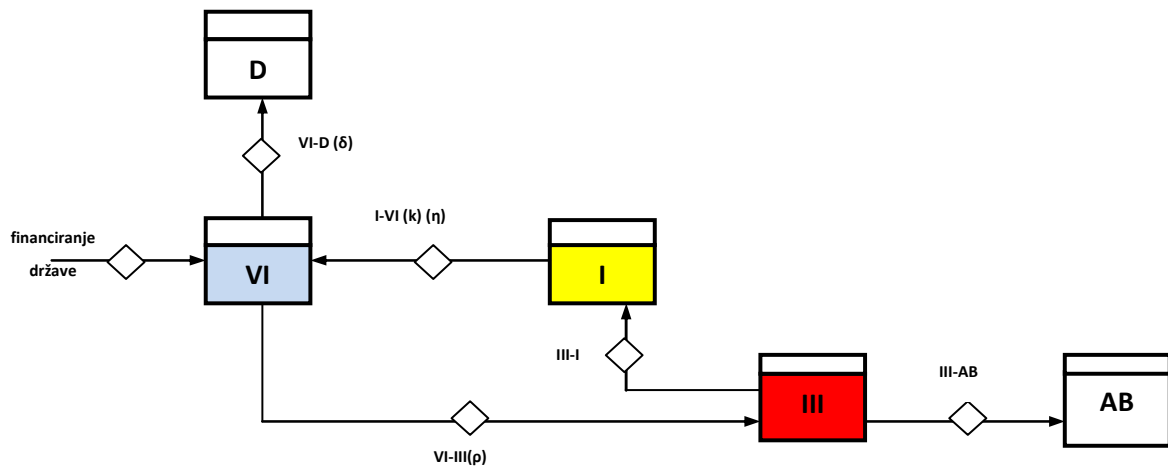 D
VI-D (δ)
I-VI (k) (η)
financiranje
države
VI
I
III-I
III-AB
III
AB
VI-III(ρ)